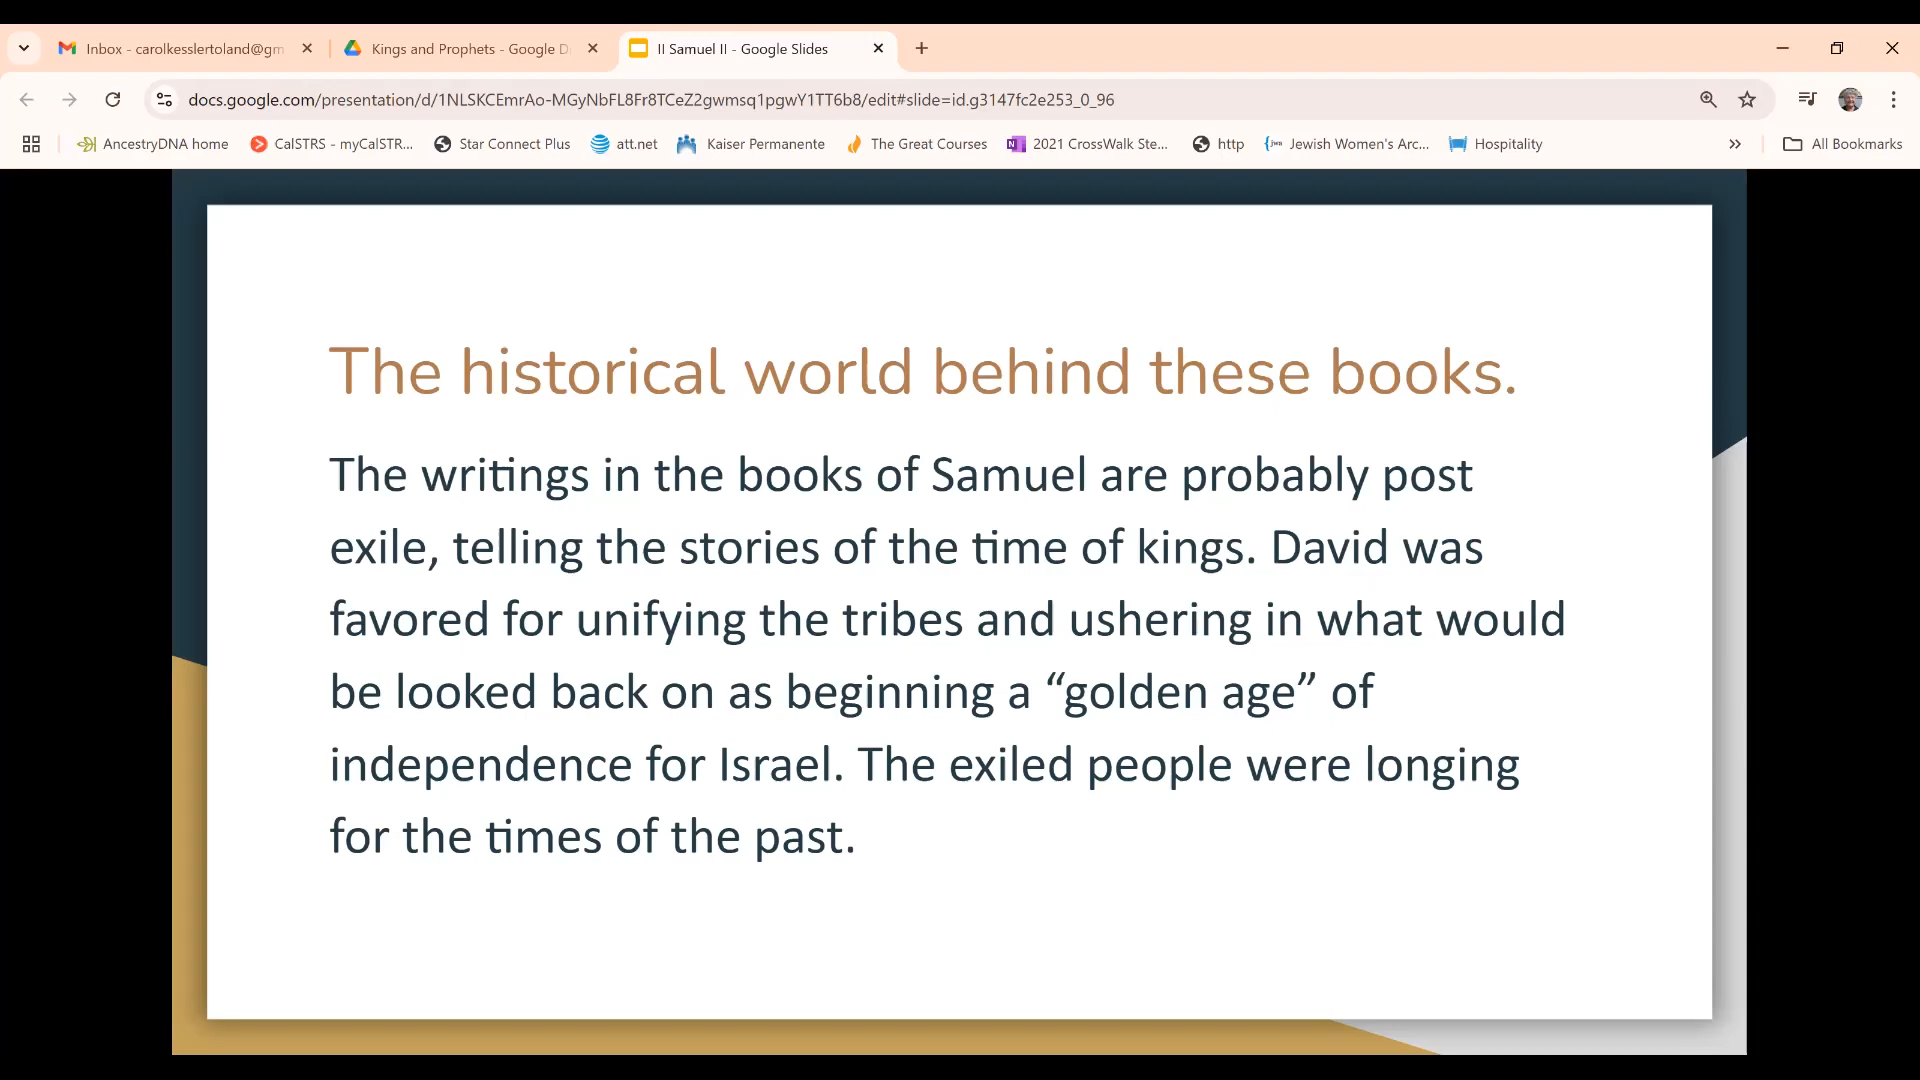 Inbox - carolkesslertoland@gm
Kings and Prophets - Google D
II Samuel II - Google Slides
docs.google.com/presentation/d/1NLSKCEmrAo-MGyNbFL8Fr8TCeZ2gwmsq1pgwY1TT6b8/edit#slide=id.g3147fc2e253_0_96
AncestryDNA home
CalSTRS - myCalSTR...
Star Connect Plus
att.net
Kaiser Permanente
The Great Courses
2021 CrossWalk Ste...
http
Jewish Women's Arc...
Hospitality
All Bookmarks
The historical world behind these books.
The writings in the books of Samuel are probably post
exile, telling the stories of the time of kings. David was
favored for unifying the tribes and ushering in what would
be looked back on as beginning a “golden age” of
independence for Israel. The exiled people were longing
for the times of the past.